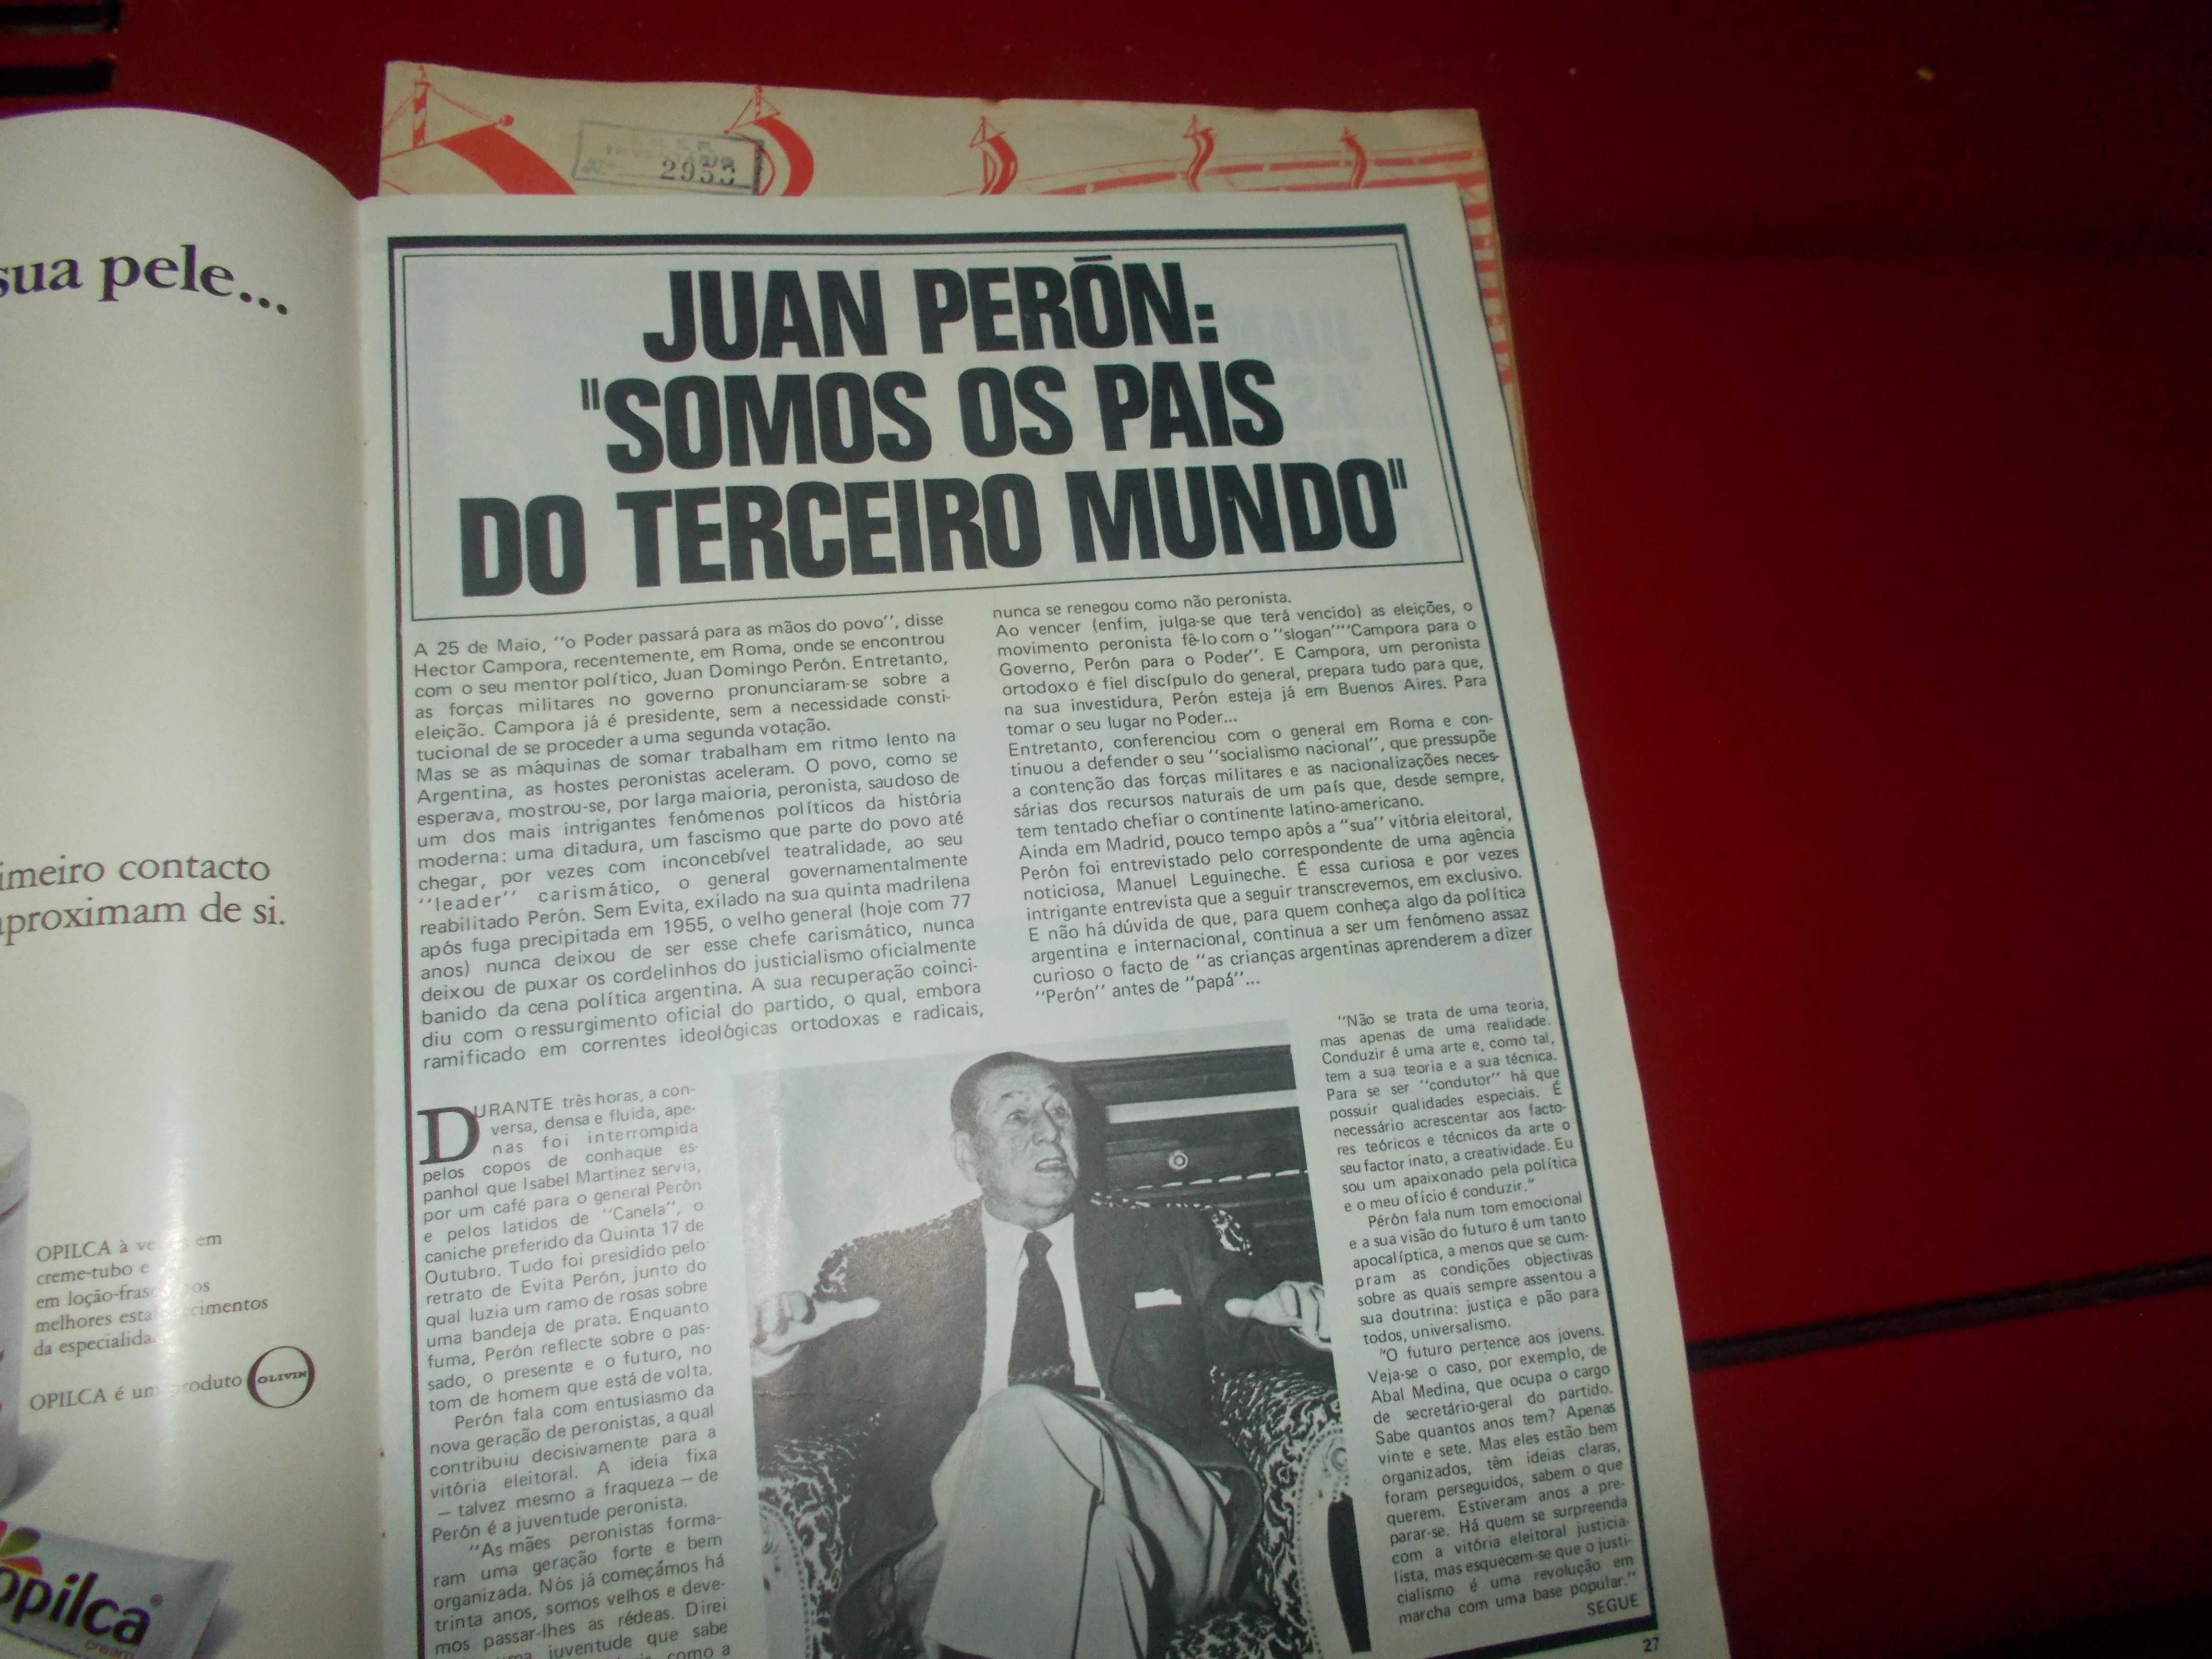 sua pele...
contacto
aproximam de si.
OPILCA à em
creme-tubo e
em
melhores
da
OPILCA é um produto
OLIVIN
opilca
cream
2953
JUAN PERÓN:
"SOMOS OS PAIS
DO TERCEIRO MUNDO"
A 25 de Maio, "o Poder passará para as mãos do povo", disse
Hector Campora, recentemente, em Roma, onde se encontrou
com o seu mentor político, Juan Domingo Perón. Entretanto,
as forças militares no governo pronunciaram-se sobre a
eleição. Campora já é presidente, sem a necessidade consti-
tucional de se proceder a uma segunda votação.
Mas se as máquinas de somar trabalham em ritmo lento na
Argentina, as hostes peronistas aceleram. O povo, como se
esperava, mostrou-se, por larga maioria, peronista, saudoso de
um dos mais intrigantes fenómenos políticos da história
moderna: uma ditadura, um fascismo que parte do povo até
chegar, por vezes com inconcebível teatralidade, ao seu
"leader" carismático, o general governamentalmente
reabilitado Perón. Sem Evita, exilado na sua quinta madrilena
após fuga precipitada em 1955, o velho general (hoje com 77
anos) nunca deixou de ser esse chefe carismático, nunca
deixou de puxar os cordelinhos do justicialismo oficialmente
banido da cena política argentina. A sua recuperação coinci-
diu com o ressurgimento oficial do partido, o qual, embora
ramificado em correntes ideológicas ortodoxas e radicais,
nunca se renegou como não peronista.
Ao vencer (enfim, julga-se que terá vencido) as eleições, o
movimento peronista fê-lo com o "slogan""Campora para o
Governo, Perón para o Poder". E Campora, um peronista
ortodoxo é fiel discípulo do general, prepara tudo para que,
na sua investidura, Perón esteja já em Buenos Aires. Para
tomar o seu lugar no Poder...
Entretanto, conferenciou com o general em Roma e con-
tinuou a defender o seu "socialismo nacional", que pressupõe
a contenção das forças militares e as nacionalizações neces-
sárias dos recursos naturais de um país que, desde sempre,
tem tentado chefiar o continente latino-americano.
Ainda em Madrid, pouco tempo após a "sua" vitória eleitoral,
Perón foi entrevistado pelo correspondente de uma agência
noticiosa, Manuel Leguineche. É essa curiosa e por vezes
intrigante entrevista que a seguir transcrevemos, em exclusivo.
E não há dúvida de que, para quem conheça algo da política
argentina e internacional, continua a ser um fenómeno assaz
curioso o facto de "as crianças argentinas aprenderem a dizer
"Perón" antes de "papá"...
DURANTE três horas, a con-
versa, densa e fluida, ape-
nas foi interrompida
pelos copos de conhaque es-
panhol que Isabel Martinez servia,
por um café para o general Perón
e pelos latidos de "Canela", o
caniche preferido da Quinta 17 de
Outubro. Tudo foi presidido pelo
retrato de Evita Perón, junto do
qual luzia um ramo de rosas sobre
uma bandeja de prata. Enquanto
fuma, Perón reflecte sobre o pas-
sado, o presente e o futuro, no
tom de homem que está de volta.
Perón fala com entusiasmo da
nova geração de peronistas, a qual
contribuiu decisivamente para a
vitória eleitoral. A ideia fixa
— talvez mesmo a fraqueza — de
Perón é a juventude peronista.
"As mães peronistas forma-
ram uma geração forte e bem
organizada. Nós já começámos há
trinta anos, somos velhos e deve-
mos passar-lhes as rédeas. Direi
juventude que sabe
como a
"Não se trata de uma teoria,
mas apenas de uma realidade.
Conduzir é uma arte e, como tal,
tem a sua teoria e a sua técnica.
Para se ser "condutor" há que
possuir qualidades especiais. É
necessário acrescentar aos facto-
res teóricos e técnicos da arte o
seu factor inato, a creatividade. Eu
sou um apaixonado pela política
e o meu ofício é conduzir."
Pérón fala num tom emocional
e a sua visão do futuro é um tanto
apocalíptica, a menos que se cum-
pram as condições objectivas
sobre as quais sempre assentou a
sua doutrina: justiça e pão para
todos, universalismo.
"O futuro pertence aos jovens.
Veja-se o caso, por exemplo, de
Abal Medina, que ocupa o cargo
de secretário-geral do partido.
Sabe quantos anos tem? Apenas
vinte e sete. Mas eles estão bem
organizados, têm ideias claras,
foram perseguidos, sabem o que
querem. Estiveram anos a pre-
parar-se. Há quem se surpreenda
com a vitória eleitoral justicia-
lista, mas esquecem-se que o justi-
cialismo é uma revolução em
marcha com uma base popular."
SEGUE
27